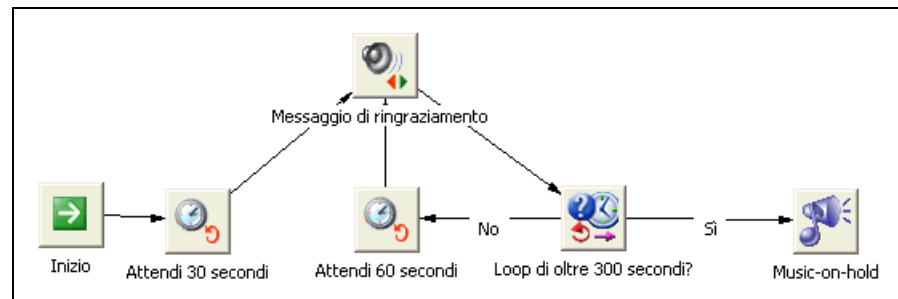 Messaggio di ringraziamento
No
Sì
Inizio
Attendi 30 secondi
Attendi 60 secondi
Loop di oltre 300 secondi?
Music-on-hold